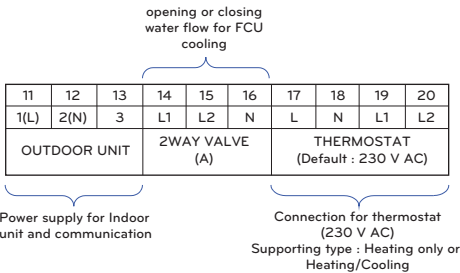 opening or closing
water flow for FCU
cooling
11 12 13 14 15 16 17 18 19 20
1(L) 2(N) 3 L1 L2 N L N L1 L2
OUTDOOR UNIT
2WAY VALVE
(A)
THERMOSTAT
(Default : 230 V AC)
Power supply for Indoor
unit and communication
Connection for thermostat
(230 V AC)
Supporting type : Heating only or
Heating/Cooling